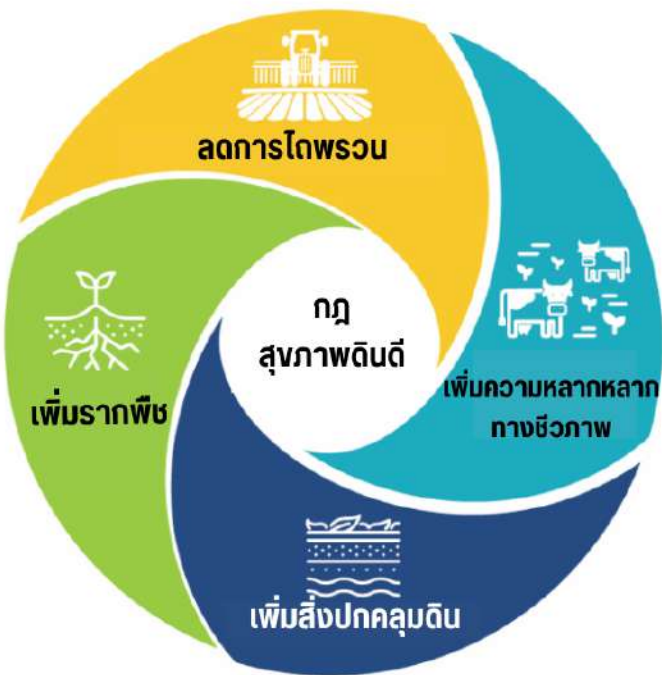 ลดการไถพรวน
กฎ
สุขภาพดินดี
เพิ่มความหลากหลาก
ทางชีวภาพ
เพิ่มรากพืช
เพิ่มสิ่งปกคลุมดิน